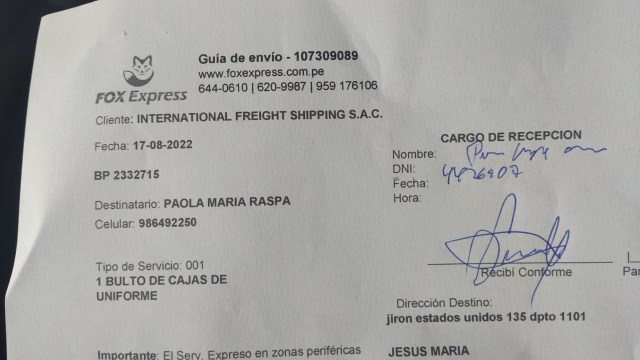 FOX Express
Guía de envío - 107309089
www.foxexpress.com.pe
644-0610 | 620-9987 | 959 176106
Cliente: INTERNATIONAL FREIGHT SHIPPING S.A.C.
Fecha: 17-08-2022
BP 2332715
Destinatario: PAOLA MARIA RASPA
Celular: 986492250
Tipo de Servicio: 001
1 BULTO DE CAJAS DE
UNIFORME
Importante: El Serv. Expreso en zonas periféricas
CARGO DE RECEPCION
Nombre:
DNI:
Fecha:
Hora:
Recibí Conforme
Dirección Destino:
jiron estados unidos 135 dpto 1101
JESUS MARIA